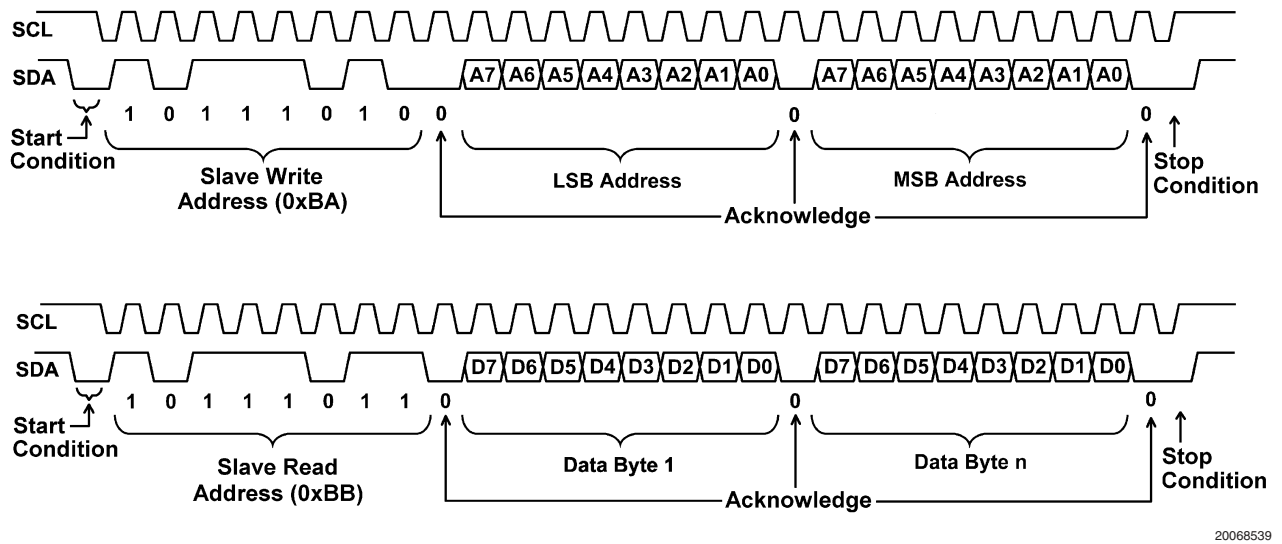 SCL
SDA A7 A6 A5 A4 A3 A2 A1 A0 A7 A6 A5 A4 A3 A2 A1 A0
1 0 1 1 1 0 1 0 0 0 0
Start
Condition
Slave Write
Address (0xBA)
LSB Address
MSB Address
Stop
Condition
Acknowledge
SCL
SDA D7 D6 D5 D4 D3 D2 D1 D0 D7 D6 D5 D4 D3 D2 D1 D0
1 0 1 1 1 0 1 1 0 0 0
Start
Condition
Slave Read
Address (0xBB)
Data Byte 1
Data Byte n
Stop
Condition
Acknowledge
20068539